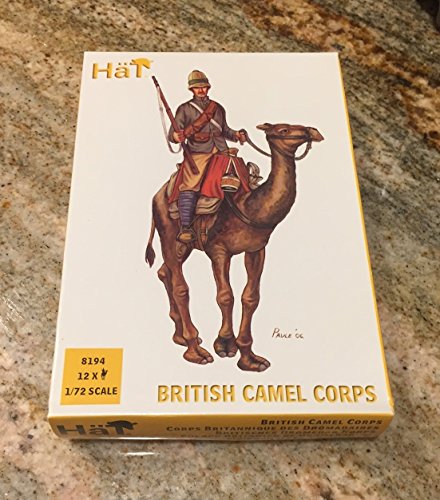 HäT
PAULE '06
8194
12 X
1/72 SCALE
BRITISH CAMEL CORPS
HäT
BRITISH CAMEL CORPS
CORPS BRITANNIQUE DES DROMADAIRES
BRITISCHES